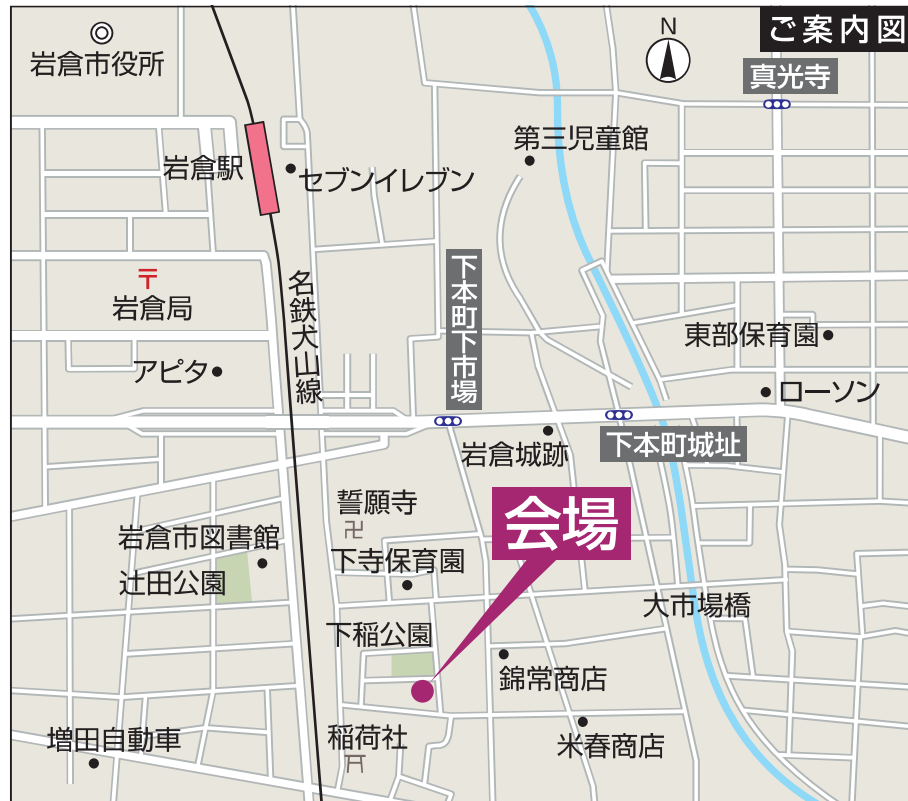 ご案内図
N
岩倉市役所
真光寺
第三児童館
岩倉駅
セブンイレブン
〒
岩倉局
名鉄犬山線
下本町下市場
東部保育園
アピタ
ローソン
岩倉城跡
下本町城址
誓願寺
卍
会場
岩倉市図書館
下寺保育園
辻田公園
大市場橋
下稲公園
錦常商店
稲荷社
増田自動車
米春商店